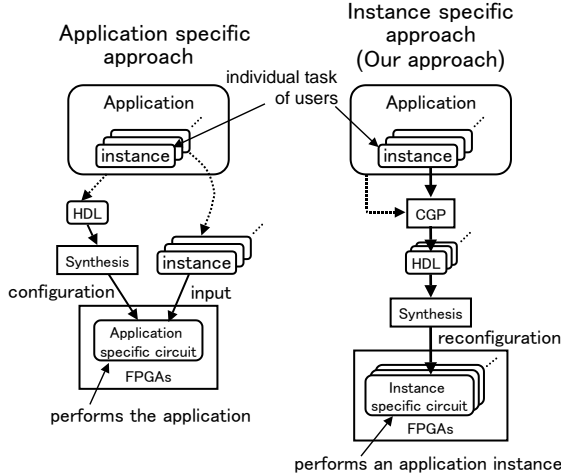 Application specific
approach
Application
instance
HDL
Synthesis
instance
configuration
input
Application
specific circuit
FPGAs
performs the application
individual task
of users
Instance specific
approach
(Our approach)
Application
instance
CGP
HDL
Synthesis
reconfiguration
Instance
specific circuit
FPGAs
performs an application instance